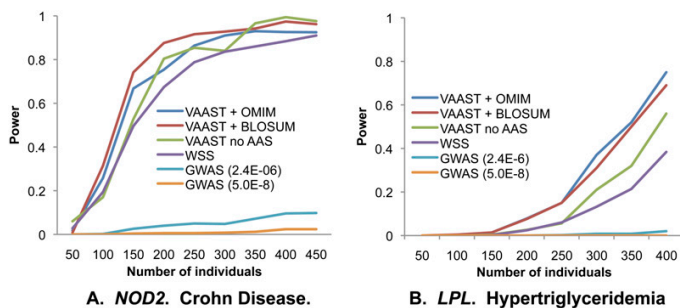 A
B
1
0.8
0.6
0.4
0.2
0
Power
VAAST + OMIM
VAAST + BLOSUM
VAAST no AAS
WSS
GWAS (2.4E-06)
GWAS (5.0E-8)
50 100 150 200 250 300 350 400 450
Number of individuals
A. NOD2. Crohn Disease.
1
0.8
0.6
0.4
0.2
0
Power
VAAST + OMIM
VAAST + BLOSUM
VAAST no AAS
WSS
GWAS (2.4E-6)
GWAS (5.0E-8)
50 100 150 200 250 300 350 400
Number of individuals
B. LPL. Hypertriglyceridemia